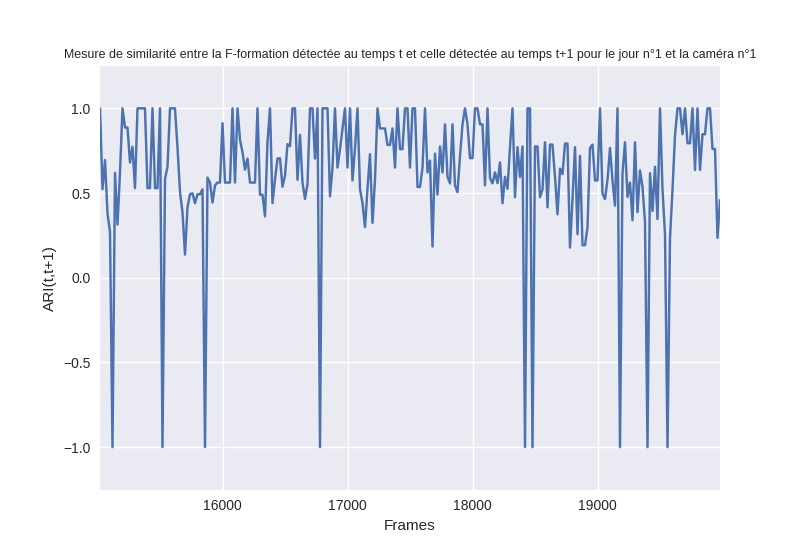 Mesure de similarité entre la F-formation détectée au temps t et celle détectée au temps t+1 pour le jour n°1 et la caméra n°1
1.0
0.5
0.0
−0.5
−1.0
ARI(t,t+1)
16000 17000 18000 19000
Frames